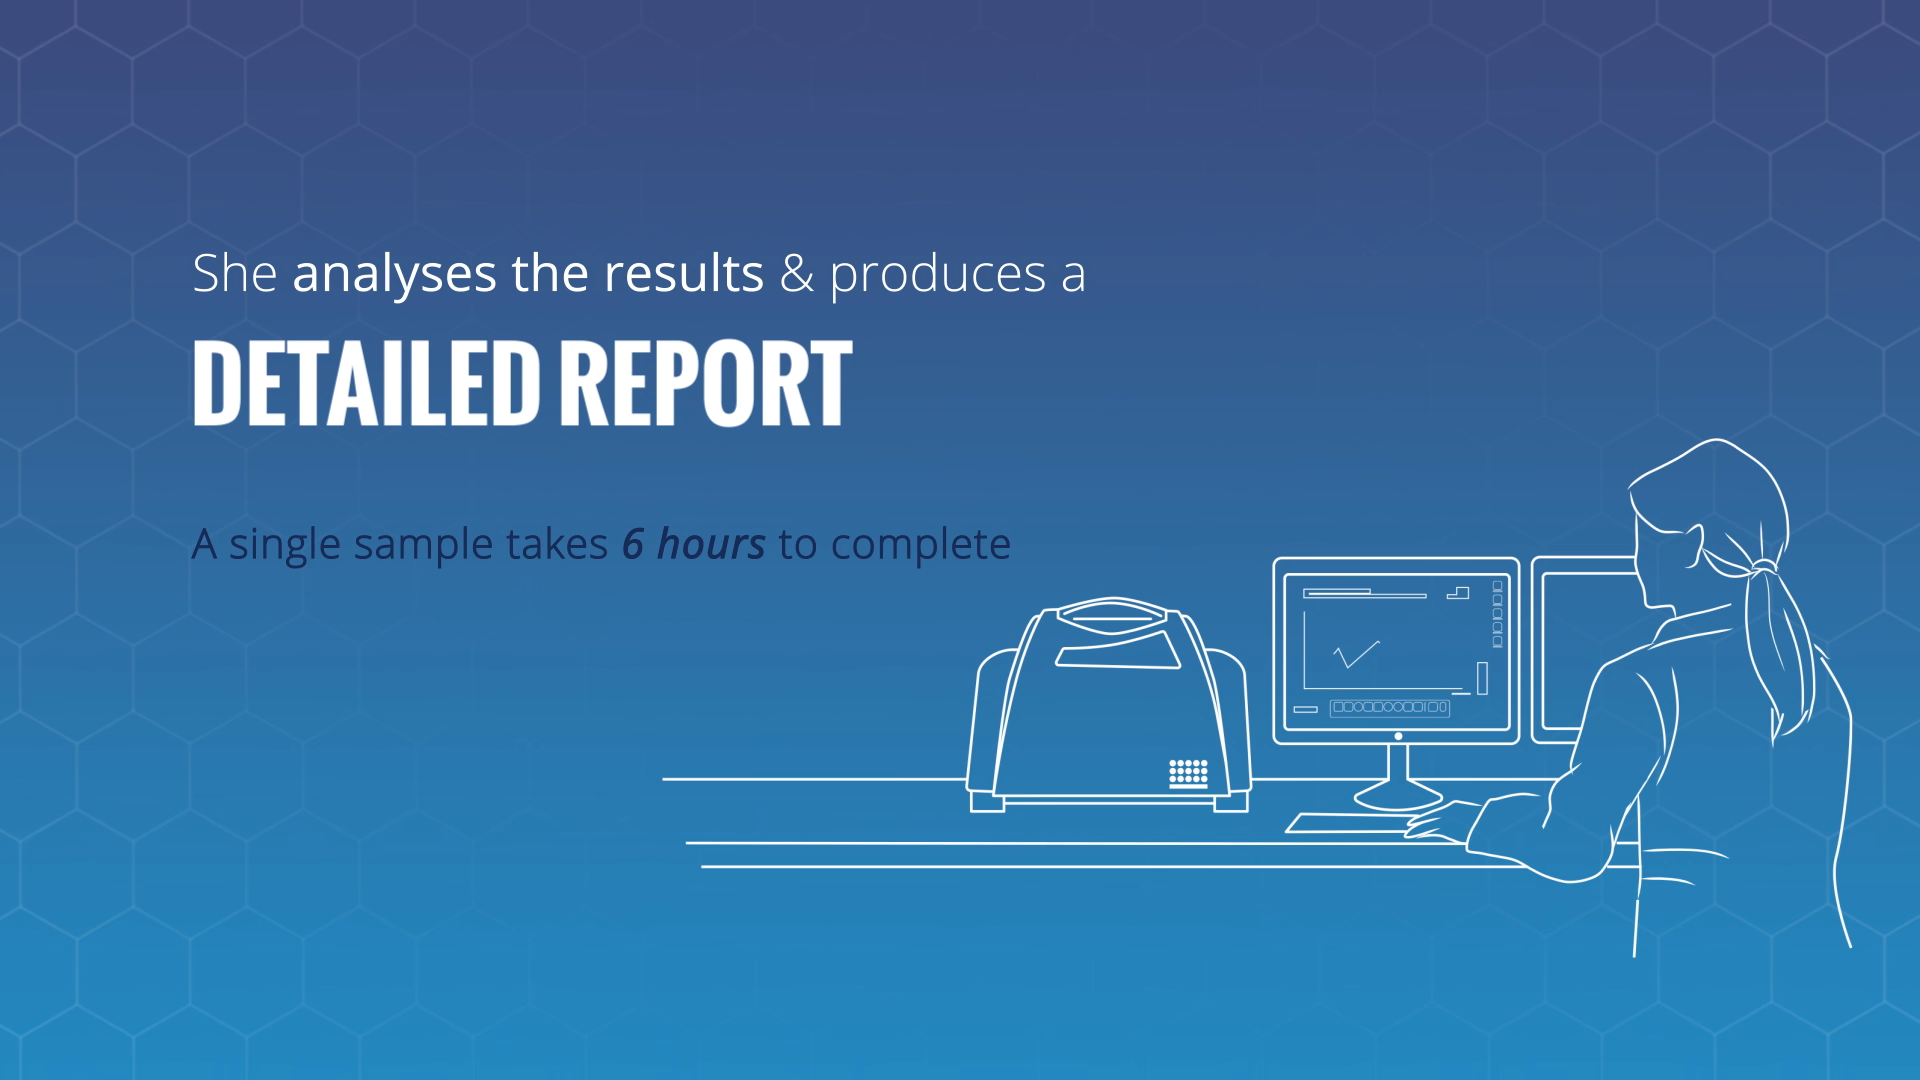 She analyses the results & produces a
DETAILED REPORT
A single sample takes 6 hours to complete